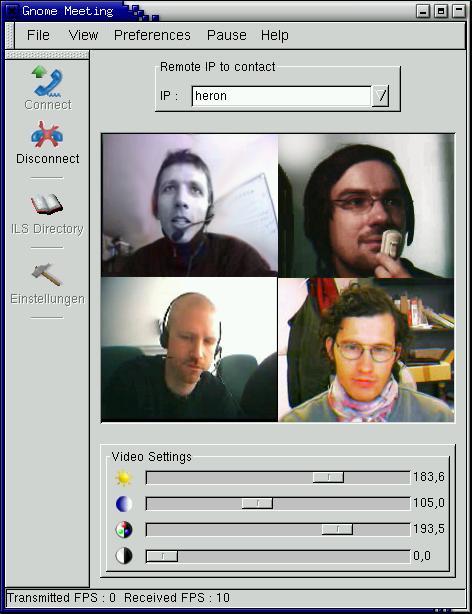 Gnome Meeting
File View Preferences Pause Help
Connect
Disconnect
ILS Directory
Einstellungen
Remote IP to contact
IP : heron
Video Settings
183,6
105,0
193,5
0,0
Transmitted FPS : 0 Received FPS : 10